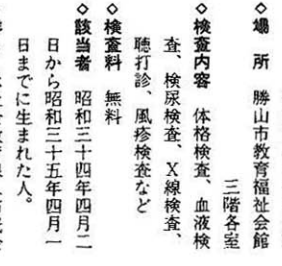 ◇場　所　勝山市教育福祉会館
三階各室
◇検査内容　体格検査、血液検
査、検尿検査、X線検査、
聴打診、風疹検査など
◇検査料　無料
◇該当者　昭和三十四年四月二
日から昭和三十五年四月一
日までに生まれた人。